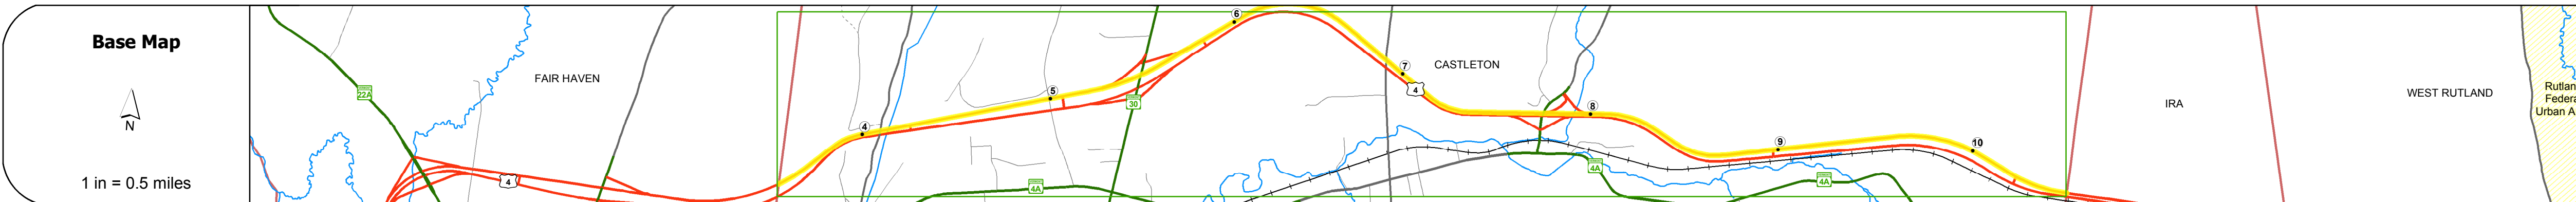 Base Map
N
1 in = 0.5 miles
22A
FAIR HAVEN
4
4
5
4A
30
6
7
4
CASTLETON
8
4A
9
4A
10
IRA
WEST RUTLAND
Rutlan
Federa
Urban A